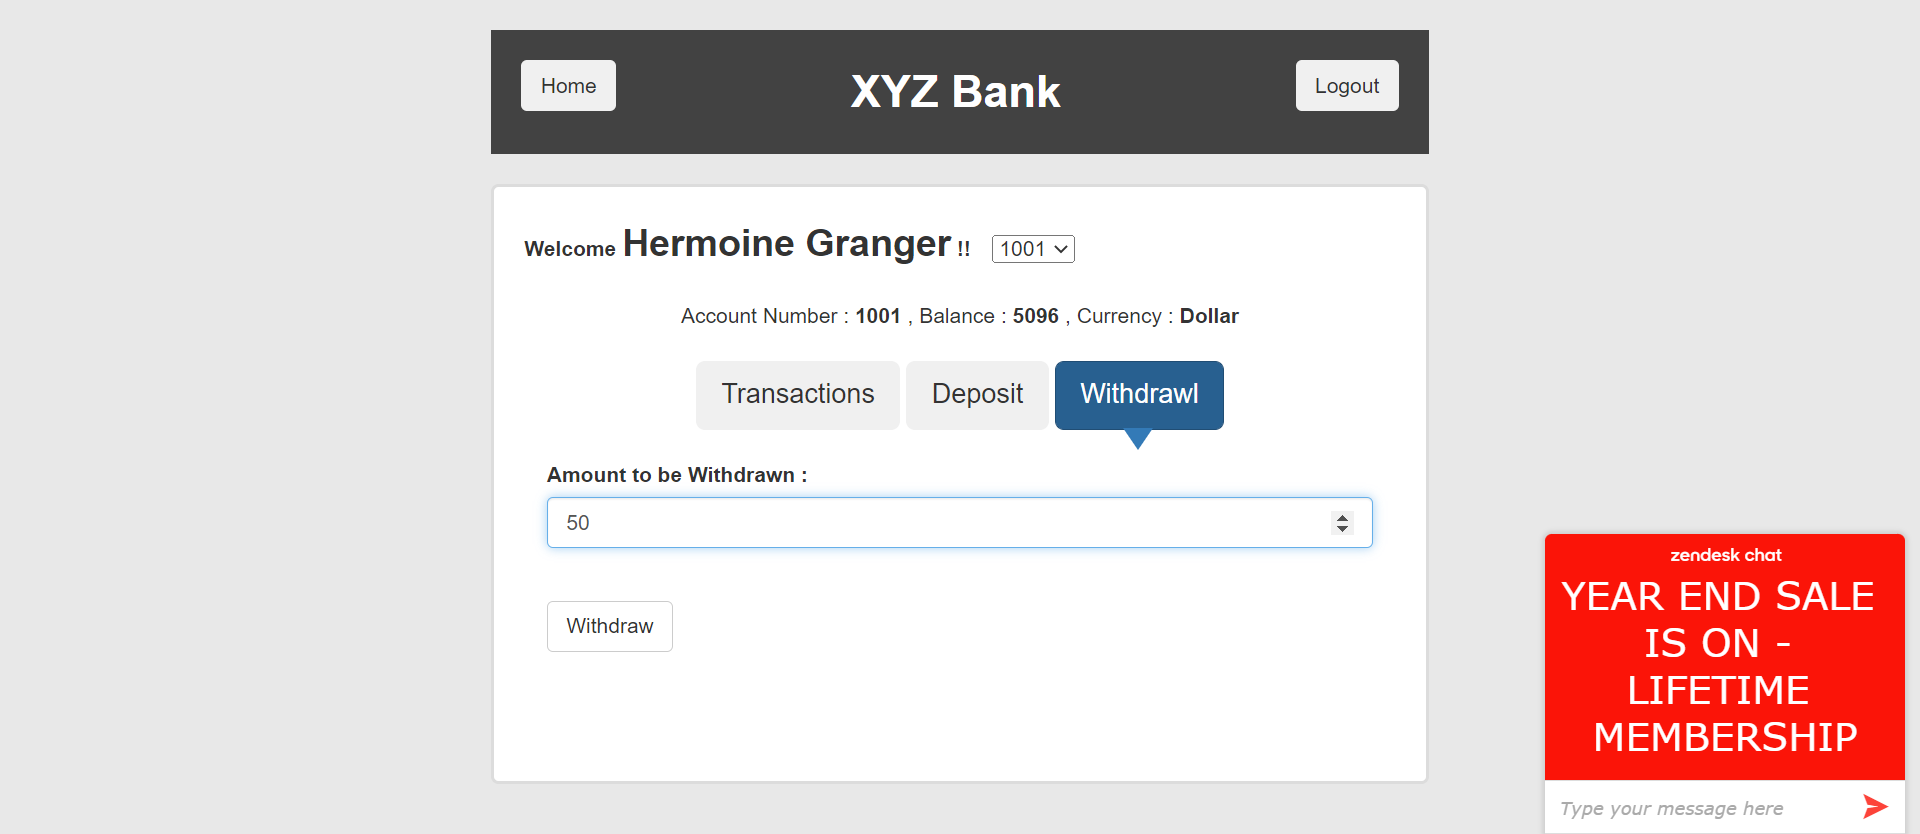 Home
XYZ Bank
Logout
Welcome Hermoine Granger !! 1001
Account Number : 1001 , Balance : 5096 , Currency : Dollar
Transactions
Deposit
Withdrawl
Amount to be Withdrawn :
50
Withdraw
zendesk chat
YEAR END SALE
IS ON -
LIFETIME
MEMBERSHIP
Type your message here